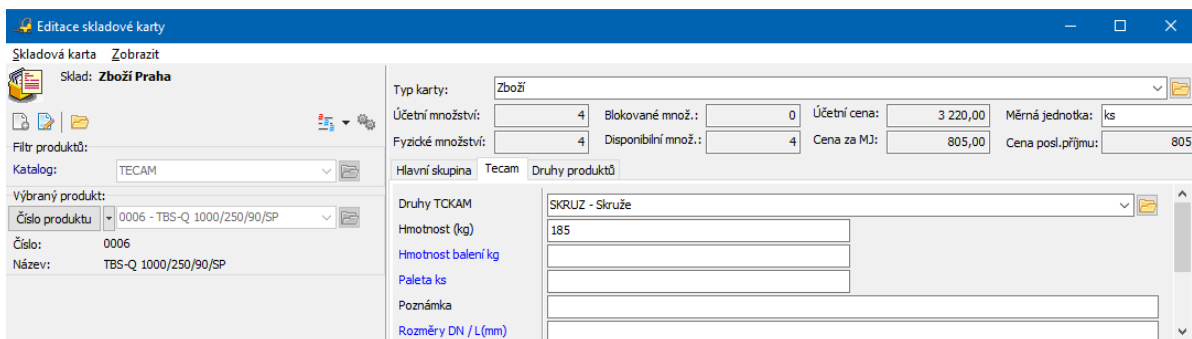 Editace skladové karty
Skladová karta Zobrazit
Sklad: Zboží Praha
Filtr produktů:
Katalog: TECAM
Vybraný produkt:
Číslo produktu 0006 - TBS-Q 1000/250/90/SP
Číslo: 0006
Název: TBS-Q 1000/250/90/SP
Typ karty: Zboží
Účetní množství: 4 Blokované množ.: 0 Účetní cena: 3 220,00 Měrná jednotka: ks
Fyzické množství: 4 Disponibilní množ.: 4 Cena za MJ: 805,00 Cena posl.příjmu: 805
Hlavní skupina Tecam Druhy produktů
Druhy TCKAM SKRUZ - Skruže
Hmotnost (kg) 185
Hmotnost balení kg
Paleta ks
Poznámka
Rozměry DN / L(mm)